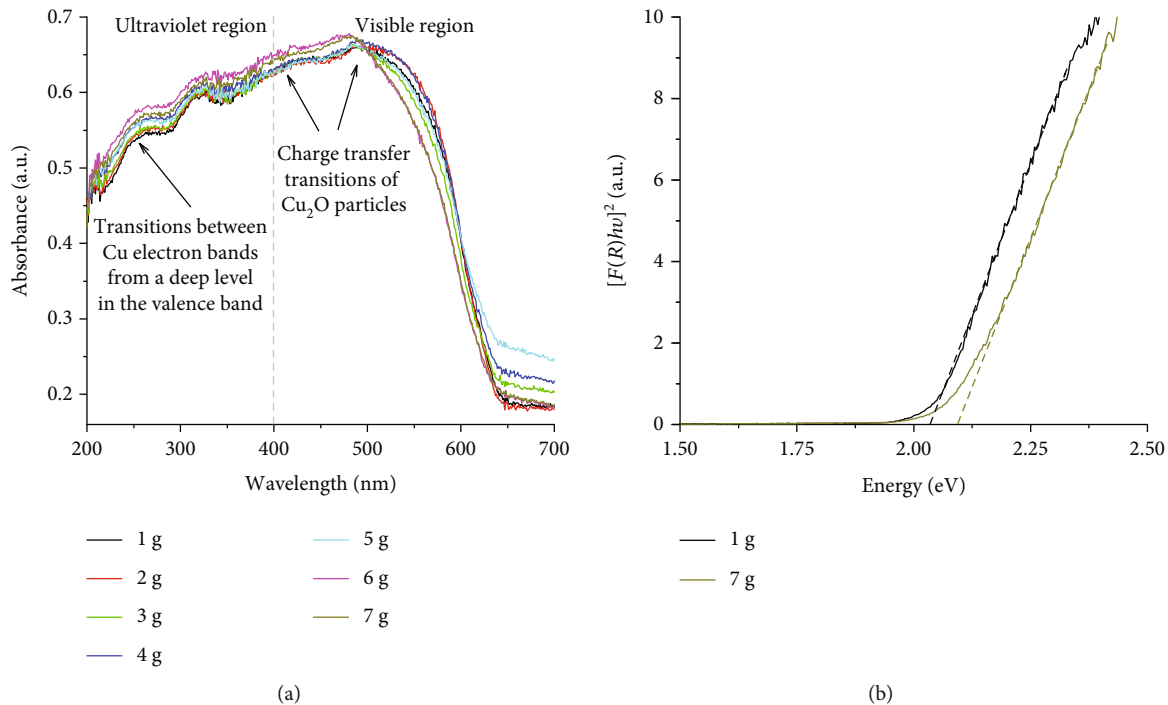 Ultraviolet region
Visible region
0.7
0.6
0.5
0.4
0.3
0.2
Absorbance (a.u.)
Charge transfer
transitions of
Cu₂O particles
Transitions between
Cu electron bands
from a deep level
in the valence band
200 300 400 500 600 700
Wavelength (nm)
1 g
2 g
3 g
4 g
5 g
6 g
7 g
(a)
10
8
6
4
2
0
[F(R)hυ]² (a.u.)
1.50 1.75 2.00 2.25 2.50
Energy (eV)
1 g
7 g
(b)